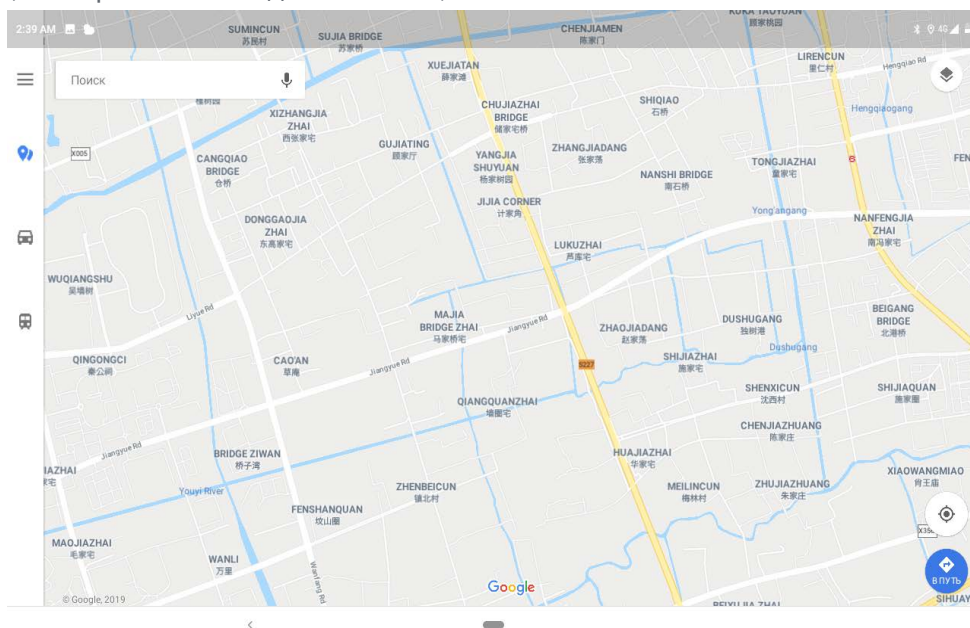 2:39 AM
4G
SUMINCUN
苏民村
SUJIA BRIDGE
苏家桥
CHENJIAMEN
陈家门
顾家桃园
LIRENCUN
里仁村
Hengqiao Rd
Поиск
XUEJIATAN
薛家滩
XIZHANGJIA
ZHAI
西张家宅
CHUJIAZHAI
BRIDGE
储家宅桥
SHIQIAO
石桥
Hengqiaogang
X005
GUJIATING
顾家厅
CANGQIAO
BRIDGE
仓桥
YANGJIA
SHUYUAN
杨家树园
ZHANGJIADANG
张家荡
NANSHI BRIDGE
南石桥
TONGJIAZHAI
童家宅
FEN
JIJIA CORNER
计家角
Yong'angang
DONGGAOJIA
ZHAI
东高家宅
NANFENGJIA
ZHAI
南冯家宅
LUKUZHAI
芦库宅
WUQIANGSHU
吴墙树
Liyue Rd
MAJIA
BRIDGE ZHAI
马家桥宅
Jiangyue Rd
ZHAOJIADANG
赵家荡
DUSHUGANG
独树港
Dushugang
BEIGANG
BRIDGE
北港桥
QINGONGCI
秦公祠
CAO'AN
草庵
Jiangyue Rd
S227
SHIJIAZHAI
施家宅
QIANGQUANZHAI
墙圈宅
SHENXICUN
沈西村
SHIJIAQUAN
施家圈
CHENJIAZHUANG
陈家庄
Jiangyue Rd
BRIDGE ZIWAN
桥子湾
HUAJIAZHAI
华家宅
IAZHAI
家宅
Youyi River
ZHENBEICUN
镇北村
MEILINCUN
梅林村
ZHUJIAZHUANG
朱家庄
XIAOWANGMIAO
肖王庙
FENSHANQUAN
坟山圈
X356
MAOJIAZHAI
毛家宅
WANLI
万里
Wanfang Rd
Google
В ПУТЬ
© Google, 2019
SIHUAY